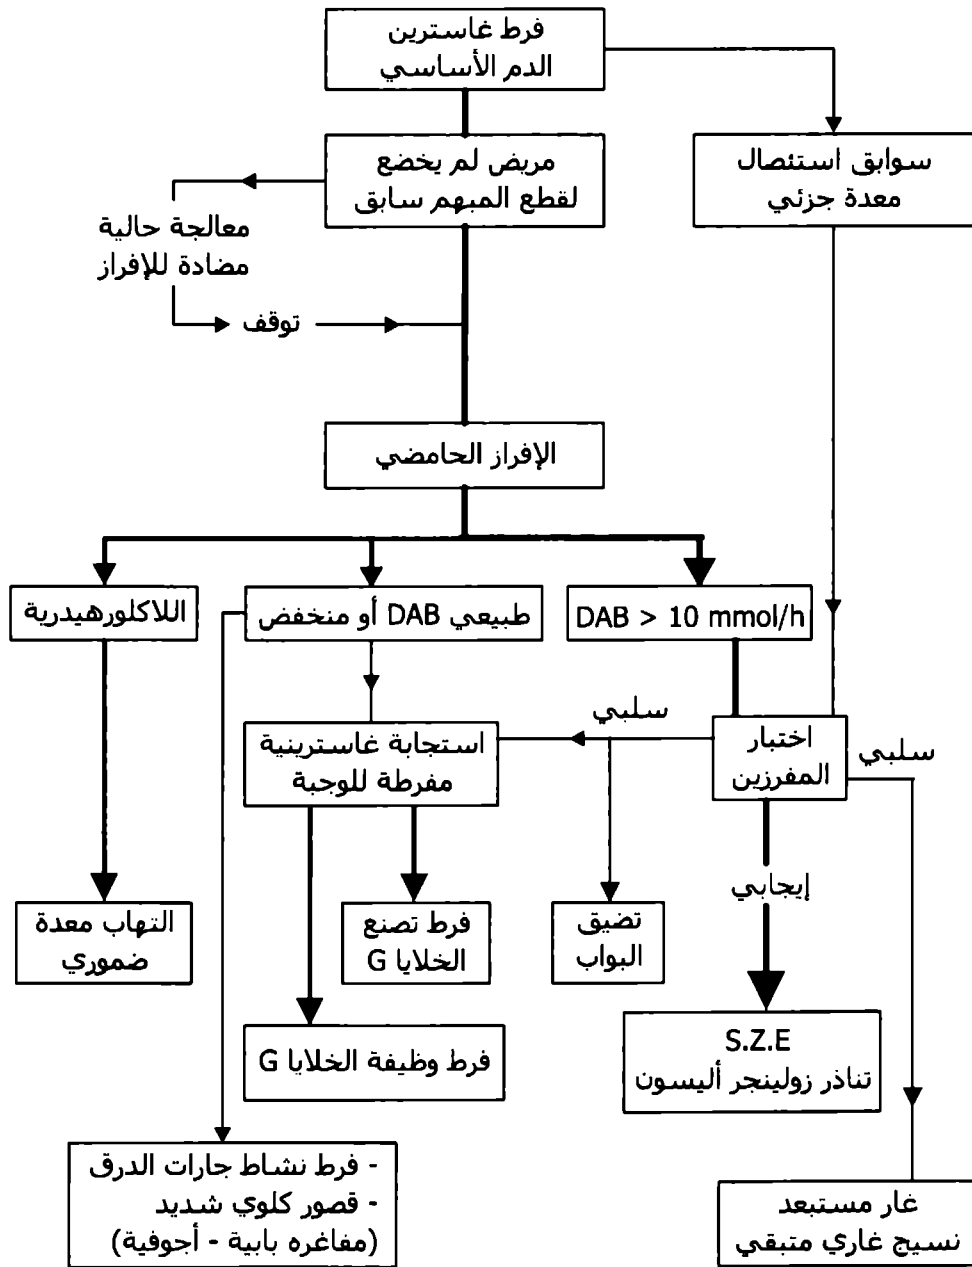 فرط غاسترين
الدم الأساسي
مريض لم يخضع
لقطع المبهم سابق
سوابق استئصال
معدة جزئي
معالجة حالية
مضادة للإفراز
توقف
الإفراز الحامضي
اللاكلورهيدرية
طبيعي DAB أو منخفض
DAB > 10 mmol/h
سلبي
استجابة غاسترينية
مفرطة للوجبة
اختبار
المفرزين
سلبي
إيجابي
التهاب معدة
ضموري
فرط تصنع
الخلايا G
تضيق
البواب
فرط وظيفة الخلايا G
S.Z.E
تناذر زولينجر أليسون
- فرط نشاط جارات الدرق
- قصور كلوي شديد
(مفاغره بابية - أجوفية)
غار مستبعد
نسيج غاري متبقي